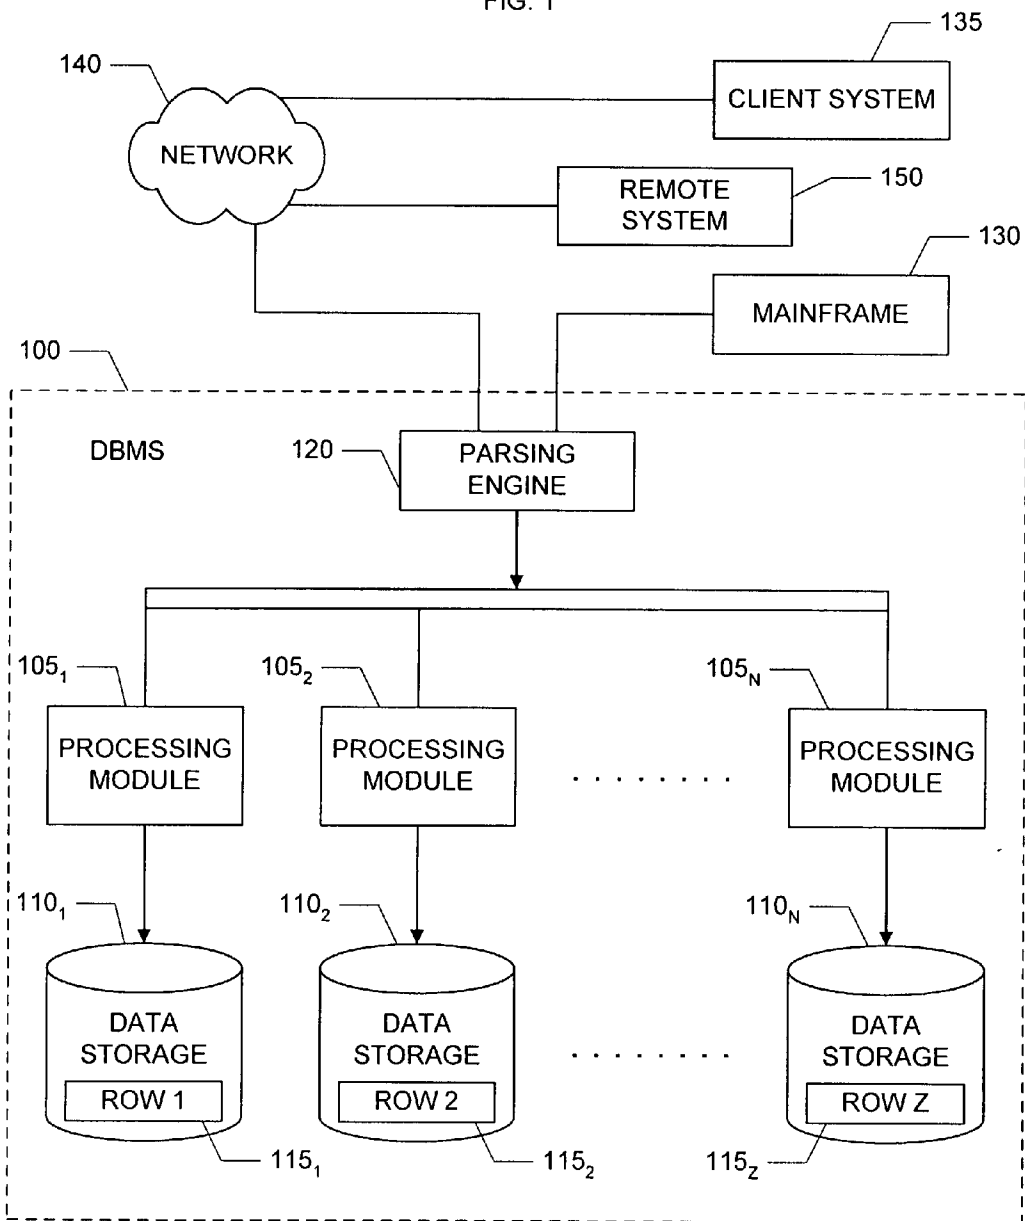 FIG. 1
135
140
CLIENT SYSTEM
NETWORK
150
REMOTE
SYSTEM
130
MAINFRAME
100
DBMS
120
PARSING
ENGINE
105₁
105₂
105N
PROCESSING
MODULE
PROCESSING
MODULE
. . . . . . . .
PROCESSING
MODULE
110₁
110₂
110N
DATA
STORAGE
ROW 1
DATA
STORAGE
ROW 2
. . . . . . . .
DATA
STORAGE
ROW Z
115₁
115₂
115Z